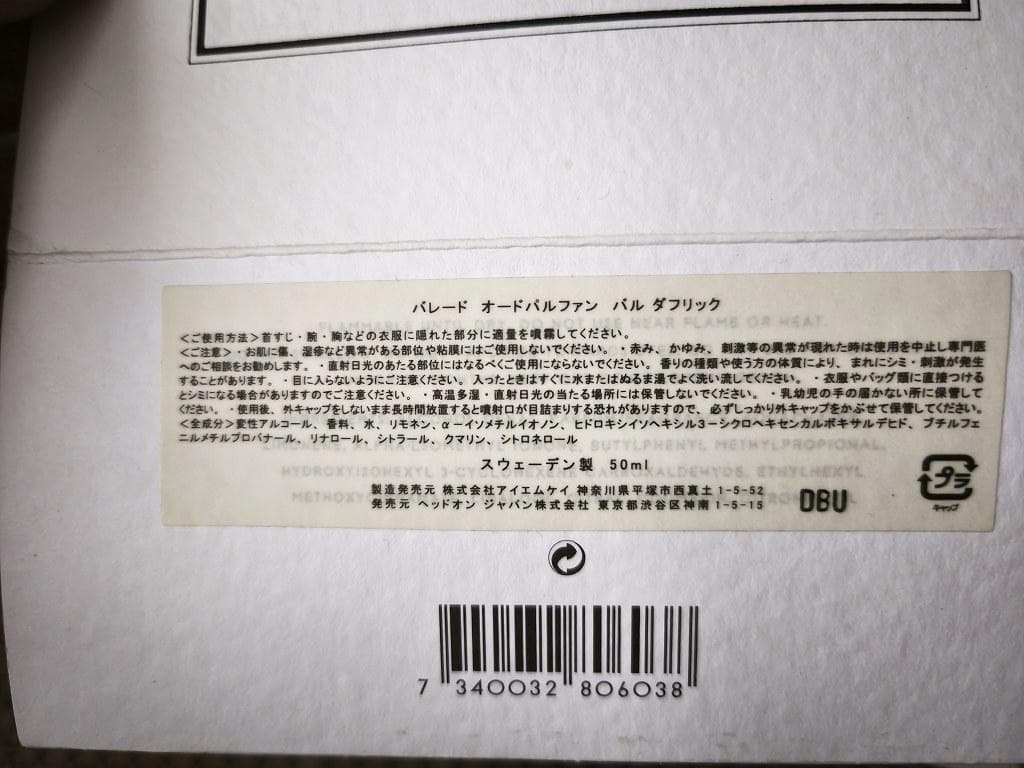 バレード オードパルファン バル ダフリック
<ご使用方法>首すじ・腕・胸などの衣服に隠れた部分に適量を噴霧してください。
<ご注意>・お肌に傷、湿疹など異常がある部位や粘膜にはご使用しないでください。・赤み、かゆみ、刺激等の異常が現れた時は使用を中止し専門医
へのご相談をお勧めします。・直射日光のあたる部位にはなるべくご使用にならないでください。香りの種類や使う方の体質により、まれにシミ・刺激が発生
することがあります。・目に入らないようにご注意ください。入ったときはすぐに水またはぬるま湯でよく洗い流してください。・衣服やバッグ類に直接つける
とシミになる場合がありますのでご注意ください。・高温多湿・直射日光の当たる場所には保管しないでください。・乳幼児の手の届かない所に保管して
ください。・使用後、外キャップをしないまま長時間放置すると噴射口が目詰まりする恐れがありますので、必ずしっかり外キャップをかぶせて保管してください。
<全成分>変性アルコール、香料、水、リモネン、α-イソメチルイオノン、ヒドロキシイソヘキシル3-シクロヘキセンカルボキサルデヒド、ブチルフェ
ニルメチルプロパナール、リナロール、シトラール、クマリン、シトロネロール
スウェーデン製 50ml
製造発売元 株式会社アイエムケイ 神奈川県平塚市西真土1-5-52
発売元 ヘッドオン ジャパン株式会社 東京都渋谷区神南1-5-15
DBU
プラ
キャップ
7 340032 806038